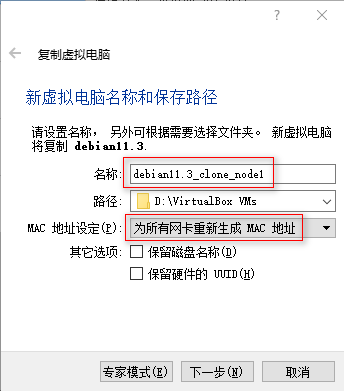 复制虚拟电脑
新虚拟电脑名称和保存路径
请设置名称，另外可根据需要选择文件夹。 新虚拟电脑
将复制 debian11.3.
名称: debian11.3_clone_node1
路径: D:\VirtualBox VMs
MAC 地址设定(P): 为所有网卡重新生成 MAC 地址
其它选项: 保留磁盘名称(D)
保留硬件的 UUID(H)
专家模式(E) 下一步(N) 取消